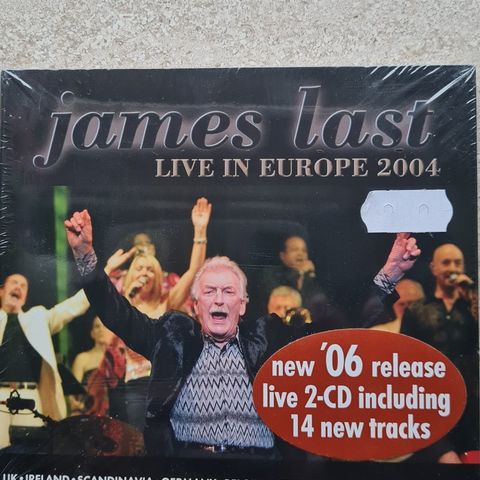 james last
LIVE IN EUROPE 2004
new '06 release
live 2-CD including
14 new tracks
UK • IRELAND • SCANDINAVIA • GERMANY